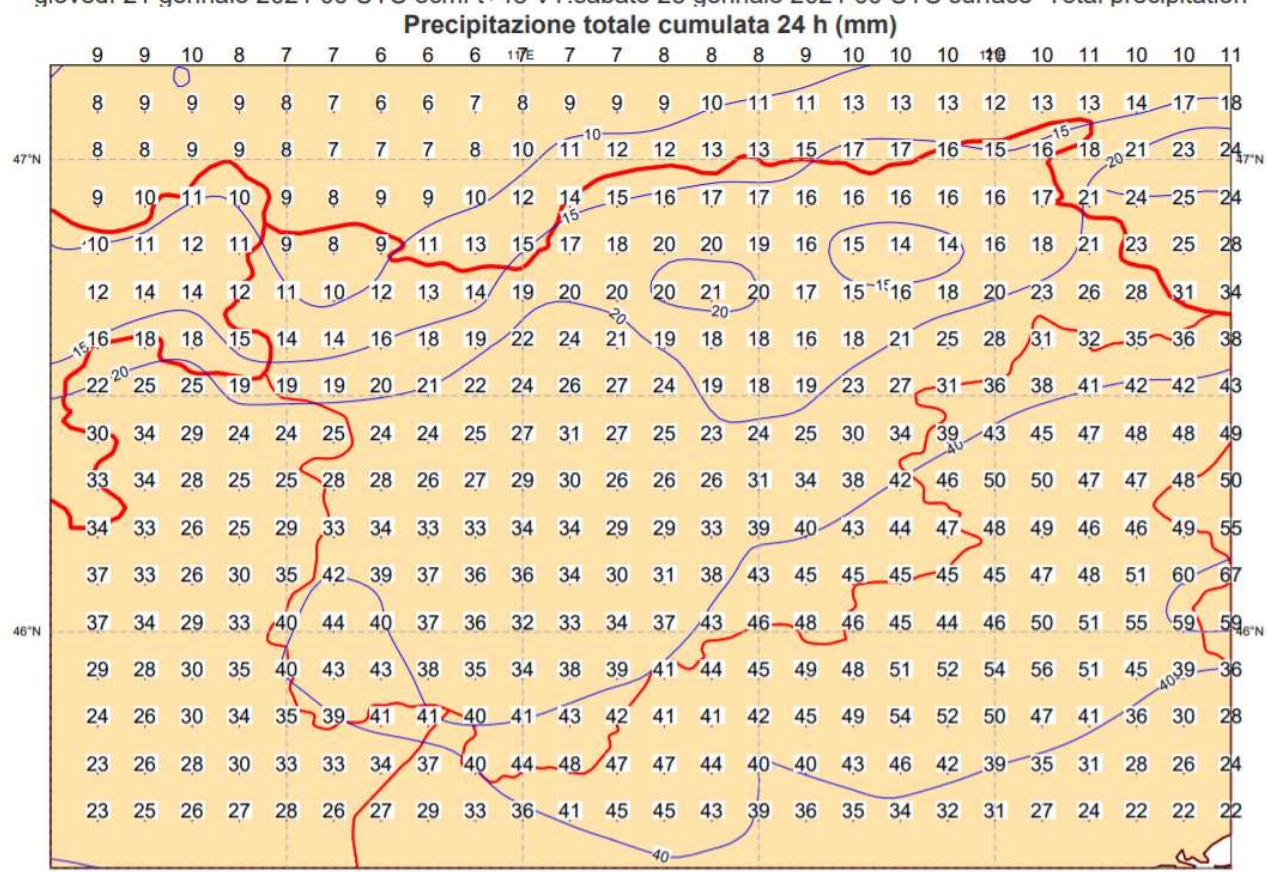 Precipitazione totale cumulata 24 h (mm)
9 9 10 8 7 7 6 6 6 7 7 7 8 8 8 9 10 10 10 10 10 11 10 10 11
8 9 9 9 8 7 6 6 7 8 9 9 9 10 11 11 13 13 13 12 13 13 14 17 18
10
15
47°N 8 8 9 9 8 7 7 7 8 10 11 12 12 13 13 15 17 17 16 15 16 18 21 23 24 47°N
20
9 10 11 10 9 8 9 9 10 12 14 15 16 17 17 16 16 16 16 16 17 21 24 25 24
15
10 11 12 11 9 8 9 11 13 15 17 18 20 20 19 16 15 14 14 16 18 21 23 25 28
12 14 14 12 11 10 12 13 14 19 20 20 20 21 20 17 15 15 16 18 20 23 26 28 31 34
20 20
16 18 18 15 14 14 16 18 19 22 24 21 19 18 18 16 18 21 25 28 31 32 35 36 38
15
20
22 25 25 19 19 19 20 21 22 24 26 27 24 19 18 19 23 27 31 36 38 41 42 42 43
30 34 29 24 24 25 24 24 25 27 31 27 25 23 24 25 30 34 39 43 45 47 48 48 49
40
33 34 28 25 25 28 28 26 27 29 30 26 26 26 31 34 38 42 46 50 50 47 47 48 50
34 33 26 25 29 33 34 33 33 34 34 29 29 33 39 40 43 44 47 48 49 46 46 49 55
37 33 26 30 35 42 39 37 36 36 34 30 31 38 43 45 45 45 45 45 47 48 51 60 67
46°N 37 34 29 33 40 44 40 37 36 32 33 34 37 43 46 48 46 45 44 46 50 51 55 59 59 46°N
29 28 30 35 40 43 43 38 35 34 38 39 41 44 45 49 48 51 52 54 56 51 45 39 36
40
24 26 30 34 35 39 41 41 40 41 43 42 41 41 42 45 49 54 52 50 47 41 36 30 28
23 26 28 30 33 33 34 37 40 44 48 47 47 44 40 40 43 46 42 39 35 31 28 26 24
23 25 26 27 28 26 27 29 33 36 41 45 45 43 39 36 35 34 32 31 27 24 22 22 22
40